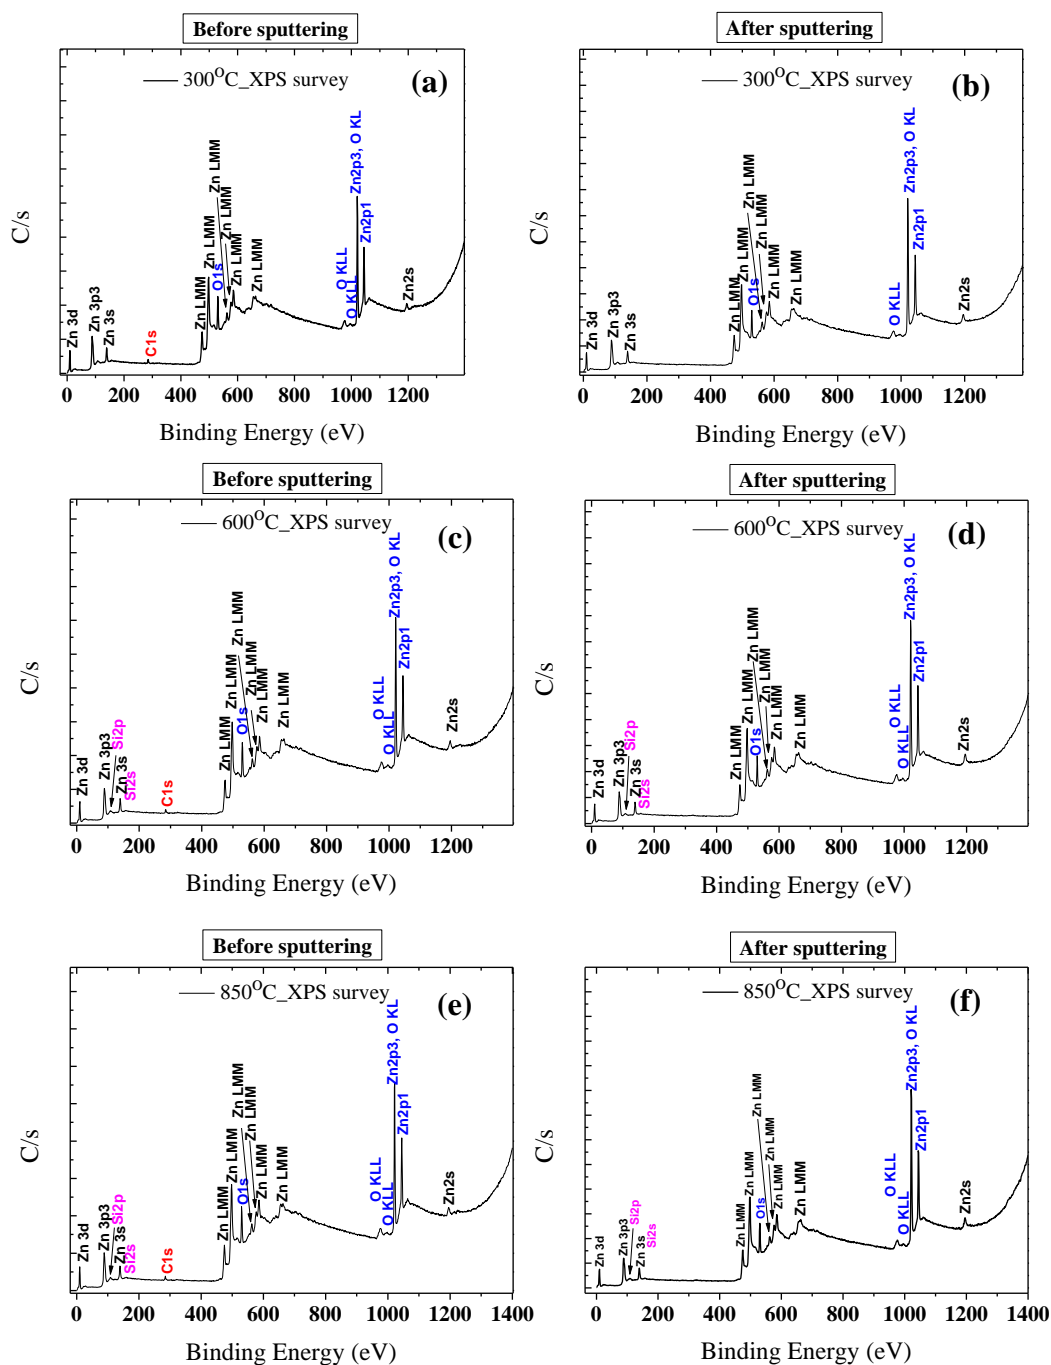 Before sputtering
300°C_XPS survey
(a)
C/s
Zn 3d
Zn 3p3
Zn 3s
C1s
Zn LMM
Zn LMM
O1s
Zn LMM
Zn LMM
Zn LMM
Zn LMM
O KLL
O KLL
Zn2p3, O KL
Zn2p1
Zn2s
0 200 400 600 800 1000 1200
Binding Energy (eV)
After sputtering
300°C_XPS survey
(b)
C/s
Zn 3d
Zn 3p3
Zn 3s
Zn LMM
Zn LMM
O1s
Zn LMM
Zn LMM
Zn LMM
Zn LMM
O KLL
Zn2p3, O KL
Zn2p1
Zn2s
0 200 400 600 800 1000 1200
Binding Energy (eV)
Before sputtering
600°C_XPS survey
(c)
C/s
Zn 3d
Zn 3p3
Si2p
Zn 3s
Si2s
C1s
Zn LMM
Zn LMM
O1s
Zn LMM
Zn LMM
Zn LMM
Zn LMM
O KLL
O KLL
Zn2p3, O KL
Zn2p1
Zn2s
0 200 400 600 800 1000 1200
Binding Energy (eV)
After sputtering
600°C_XPS survey
(d)
C/s
Zn 3d
Zn 3p3
Si2p
Zn 3s
Si2s
Zn LMM
Zn LMM
O1s
Zn LMM
Zn LMM
Zn LMM
Zn LMM
O KLL
O KLL
Zn2p3, O KL
Zn2p1
Zn2s
0 200 400 600 800 1000 1200
Binding Energy (eV)
Before sputtering
850°C_XPS survey
(e)
C/s
Zn 3d
Zn 3p3
Si2p
Zn 3s
Si2s
C1s
Zn LMM
Zn LMM
O1s
Zn LMM
Zn LMM
Zn LMM
Zn LMM
O KLL
O KLL
Zn2p3, O KL
Zn2p1
Zn2s
0 200 400 600 800 1000 1200 1400
Binding Energy (eV)
After sputtering
850°C_XPS survey
(f)
C/s
Zn 3d
Zn 3p3
Si2p
Zn 3s
Si2s
Zn LMM
Zn LMM
O1s
Zn LMM
Zn LMM
Zn LMM
Zn LMM
O KLL
O KLL
Zn2p3, O KL
Zn2p1
Zn2s
0 200 400 600 800 1000 1200 1400
Binding Energy (eV)